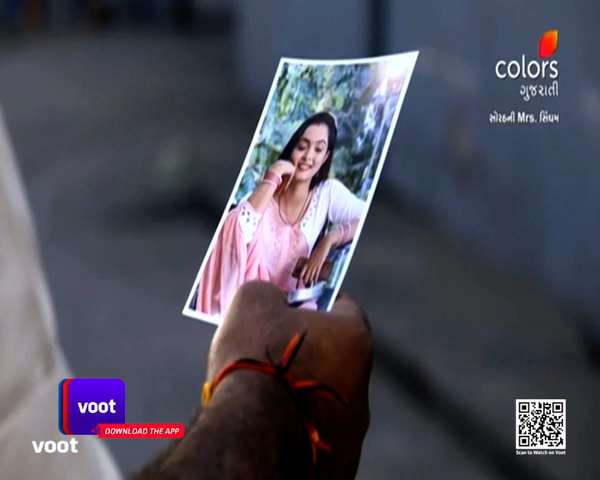 colors
ગુજરાતી
સોરઠની Mrs. સિંઘમ
voot
DOWNLOAD THE APP
voot
Scan to Watch on Voot